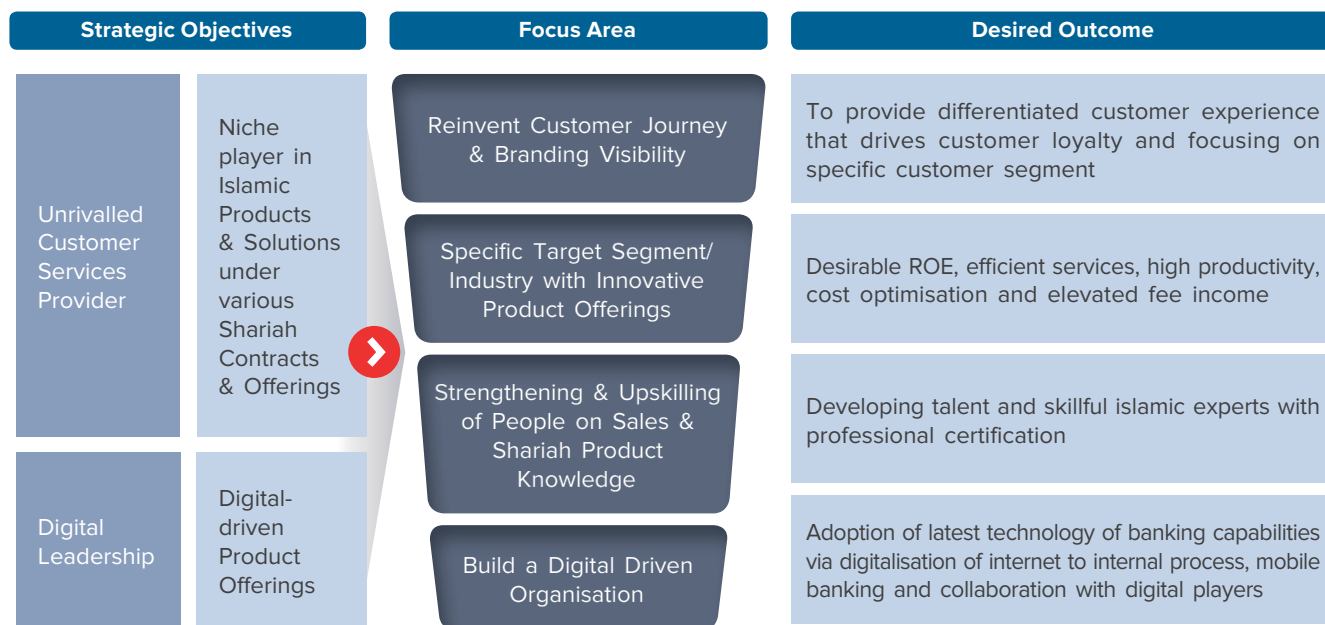 Strategic Objectives
Focus Area
Desired Outcome
Unrivalled
Customer
Services
Provider
Niche
player in
Islamic
Products
& Solutions
under
various
Shariah
Contracts
& Offerings
Digital
Leadership
Digital-
driven
Product
Offerings
Reinvent Customer Journey
& Branding Visibility
Specific Target Segment/
Industry with Innovative
Product Offerings
Strengthening & Upskilling
of People on Sales &
Shariah Product
Knowledge
Build a Digital Driven
Organisation
To provide differentiated customer experience
that drives customer loyalty and focusing on
specific customer segment
Desirable ROE, efficient services, high productivity,
cost optimisation and elevated fee income
Developing talent and skillful islamic experts with
professional certification
Adoption of latest technology of banking capabilities
via digitalisation of internet to internal process, mobile
banking and collaboration with digital players